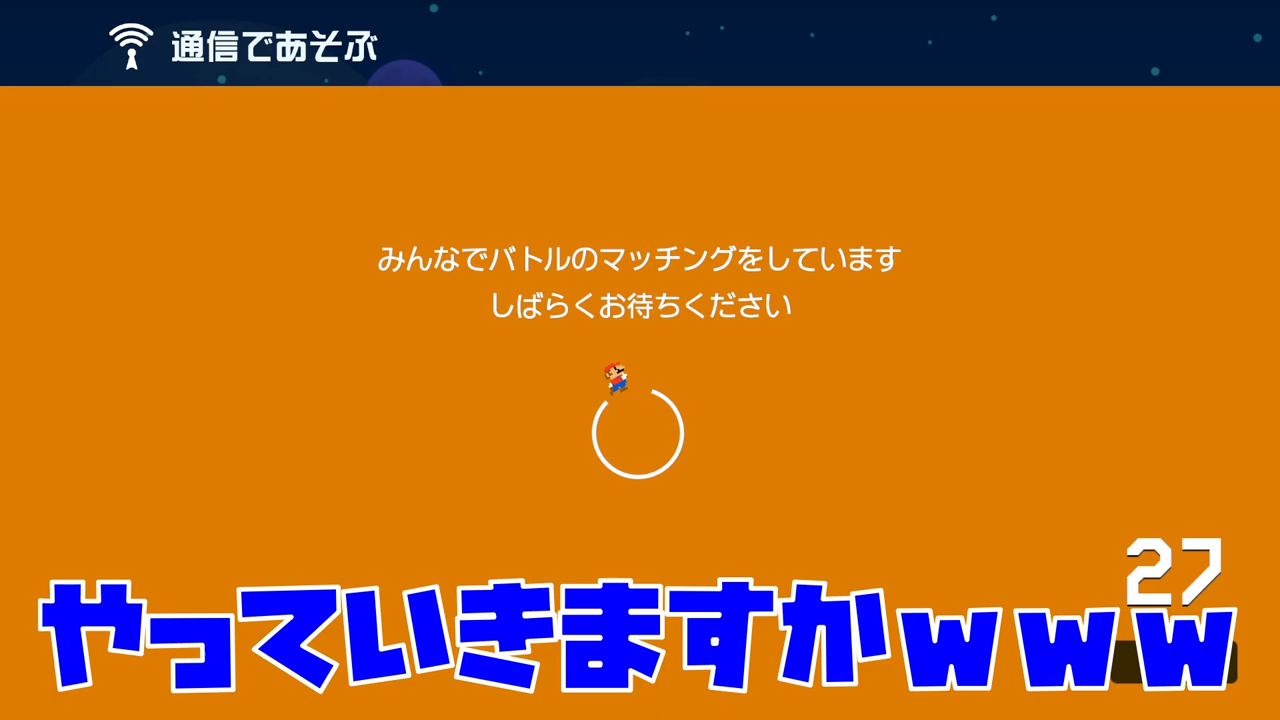 通信であそぶ
みんなでバトルのマッチングをしています
しばらくお待ちください
27
やっていきますかｗｗｗ